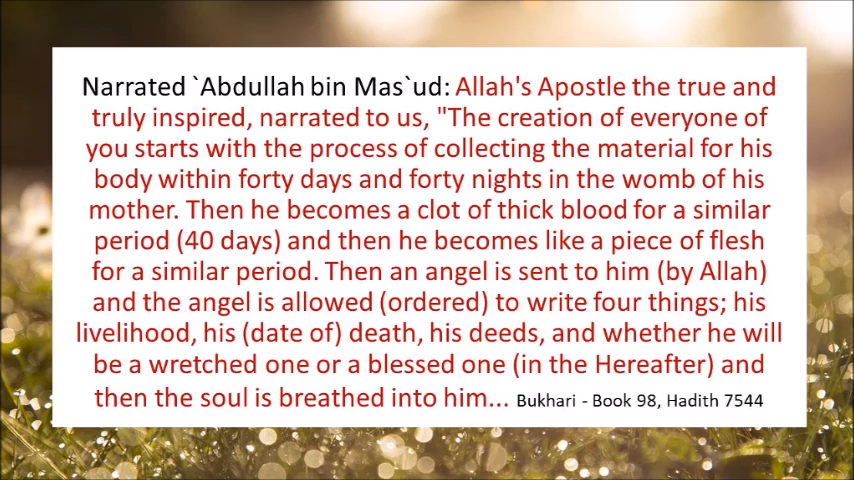 Narrated `Abdullah bin Mas`ud: Allah's Apostle the true and
truly inspired, narrated to us, "The creation of everyone of
you starts with the process of collecting the material for his
body within forty days and forty nights in the womb of his
mother. Then he becomes a clot of thick blood for a similar
period (40 days) and then he becomes like a piece of flesh
for a similar period. Then an angel is sent to him (by Allah)
and the angel is allowed (ordered) to write four things; his
livelihood, his (date of) death, his deeds, and whether he will
be a wretched one or a blessed one (in the Hereafter) and
then the soul is breathed into him... Bukhari - Book 98, Hadith 7544